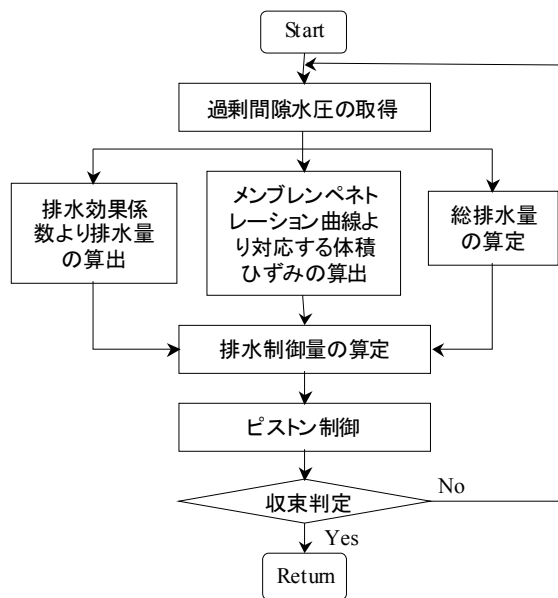 Start
過剰間隙水圧の取得
排水効果係
数より排水量
の算出
メンブレンペネト
レーション曲線よ
り対応する体積
ひずみの算出
総排水量
の算定
排水制御量の算定
ピストン制御
収束判定
No
Yes
Return